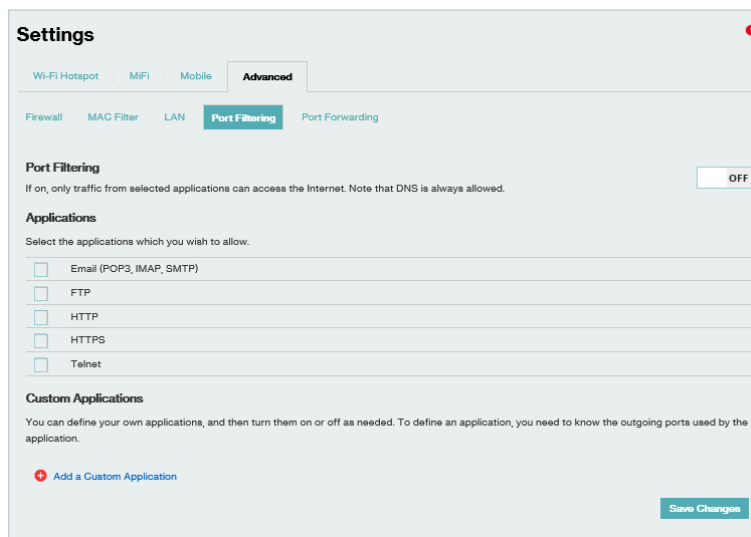 Settings
Wi-Fi Hotspot MiFi Mobile Advanced
Firewall MAC Filter LAN Port Filtering Port Forwarding
Port Filtering
If on, only traffic from selected applications can access the Internet. Note that DNS is always allowed.
OFF
Applications
Select the applications which you wish to allow.
Email (POP3, IMAP, SMTP)
FTP
HTTP
HTTPS
Telnet
Custom Applications
You can define your own applications, and then turn them on or off as needed. To define an application, you need to know the outgoing ports used by the
application.
Add a Custom Application
Save Changes